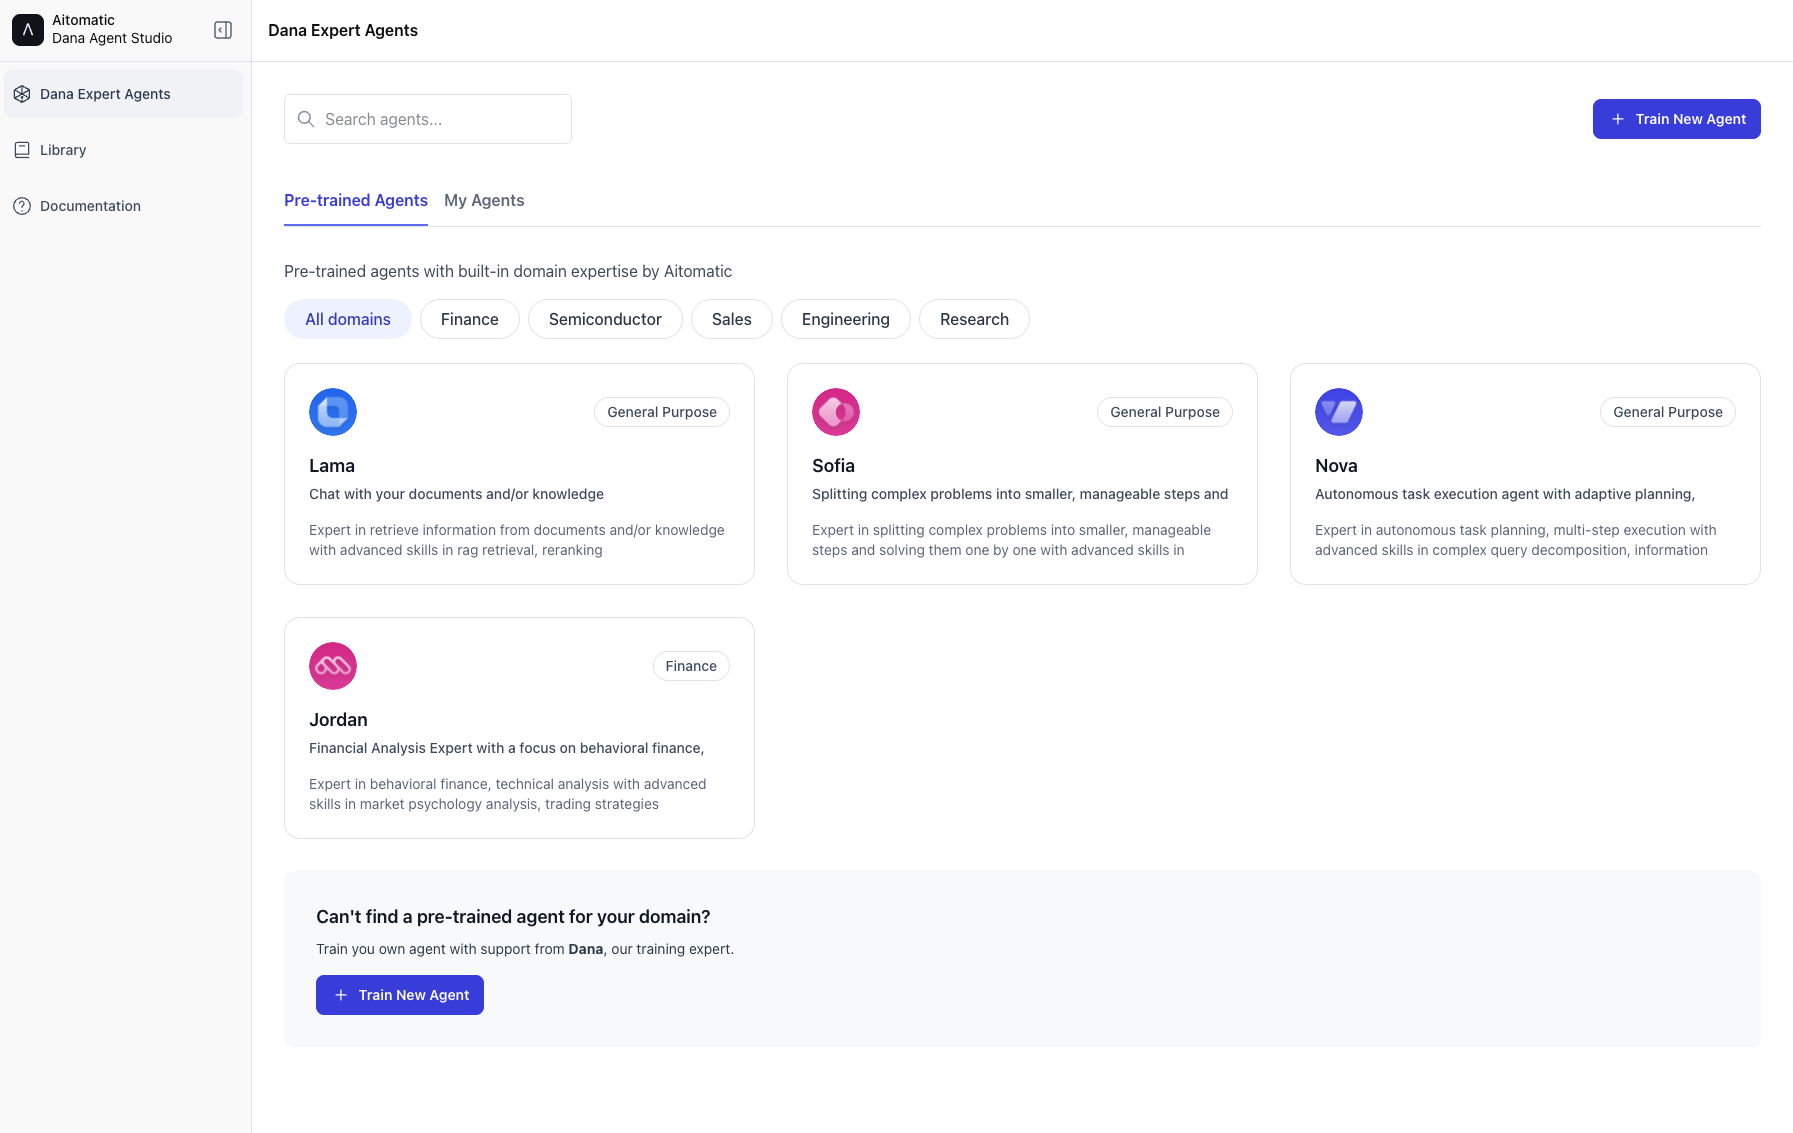 Aitomatic
Dana Agent Studio
Dana Expert Agents
Library
Documentation
Dana Expert Agents
Search agents...
Train New Agent
Pre-trained Agents
My Agents
Pre-trained agents with built-in domain expertise by Aitomatic
All domains
Finance
Semiconductor
Sales
Engineering
Research
General Purpose
Lama
Chat with your documents and/or knowledge
Expert in retrieve information from documents and/or knowledge
with advanced skills in rag retrieval, reranking
General Purpose
Sofia
Splitting complex problems into smaller, manageable steps and
Expert in splitting complex problems into smaller, manageable
steps and solving them one by one with advanced skills in
General Purpose
Nova
Autonomous task execution agent with adaptive planning,
Expert in autonomous task planning, multi-step execution with
advanced skills in complex query decomposition, information
Finance
Jordan
Financial Analysis Expert with a focus on behavioral finance,
Expert in behavioral finance, technical analysis with advanced
skills in market psychology analysis, trading strategies
Can't find a pre-trained agent for your domain?
Train you own agent with support from Dana, our training expert.
Train New Agent